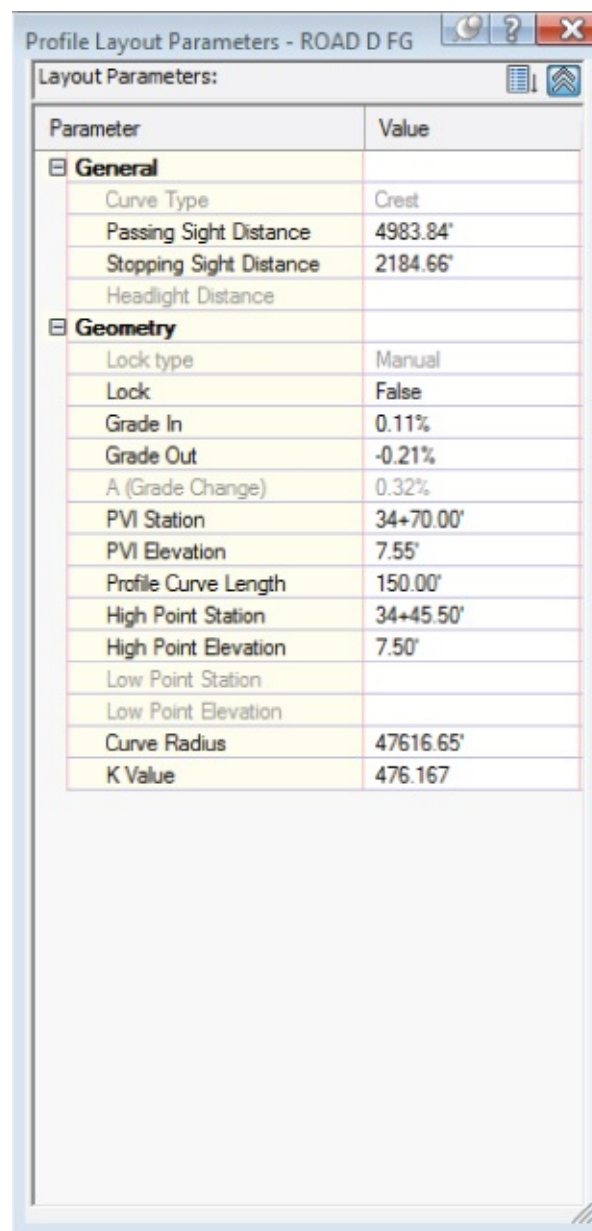 Profile Layout Parameters - ROAD D FG
Layout Parameters:
Parameter Value
General
Curve Type Crest
Passing Sight Distance 4983.84'
Stopping Sight Distance 2184.66'
Headlight Distance
Geometry
Lock type Manual
Lock False
Grade In 0.11%
Grade Out -0.21%
A (Grade Change) 0.32%
PVI Station 34+70.00'
PVI Elevation 7.55'
Profile Curve Length 150.00'
High Point Station 34+45.50'
High Point Elevation 7.50'
Low Point Station
Low Point Elevation
Curve Radius 47616.65'
K Value 476.167